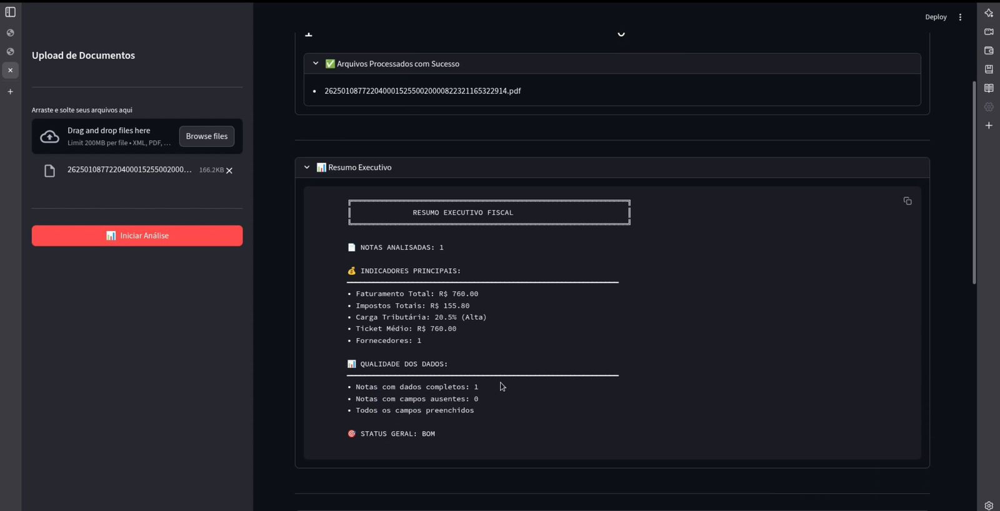 Deploy
Upload de Documentos
Arraste e solte seus arquivos aqui
Drag and drop files here
Limit 200MB per file • XML, PDF, ...
Browse files
2625010877220400015255002000...
166.2KB
Iniciar Análise
Arquivos Processados com Sucesso
• 26250108772204000152550020000822321165322914.pdf
Resumo Executivo
RESUMO EXECUTIVO FISCAL
NOTAS ANALISADAS: 1
INDICADORES PRINCIPAIS:
• Faturamento Total: R$ 760.00
• Impostos Totais: R$ 155.80
• Carga Tributária: 20.5% (Alta)
• Ticket Médio: R$ 760.00
• Fornecedores: 1
QUALIDADE DOS DADOS:
• Notas com dados completos: 1
• Notas com campos ausentes: 0
• Todos os campos preenchidos
STATUS GERAL: BOM